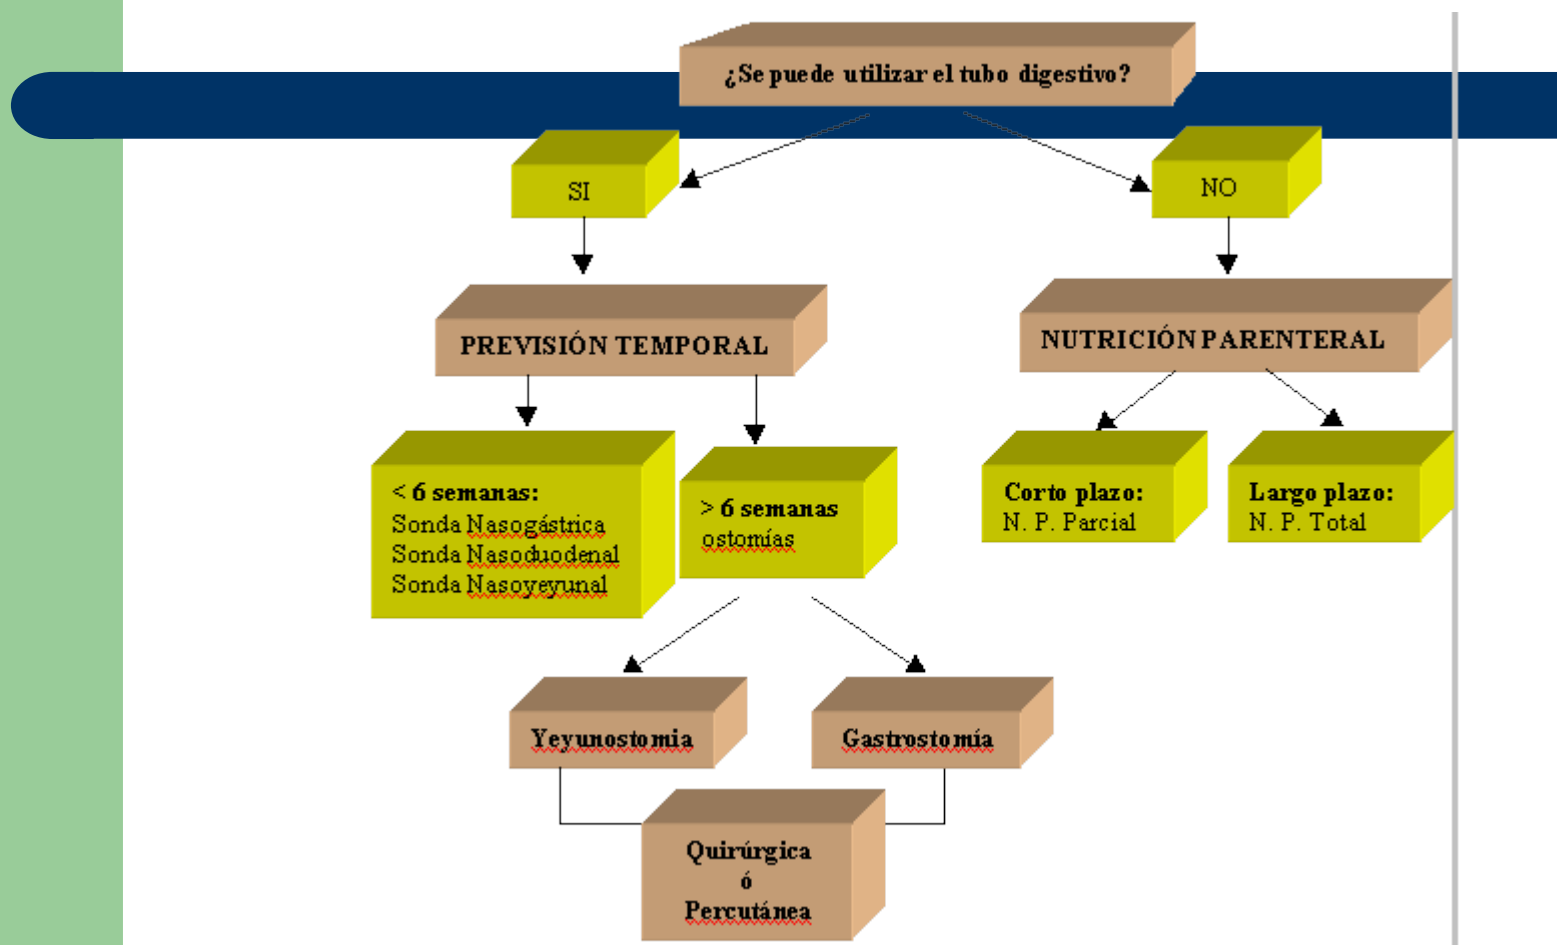 ¿Se puede utilizar el tubo digestivo?
SI
NO
PREVISIÓN TEMPORAL
NUTRICIÓN PARENTERAL
< 6 semanas:
Sonda Nasogástrica
Sonda Nasoduodenal
Sonda Nasoyeyunal
> 6 semanas
ostomías
Corto plazo:
N. P. Parcial
Largo plazo:
N. P. Total
Yeyunostomia
Gastrostomía
Quirúrgica
ó
Percutánea